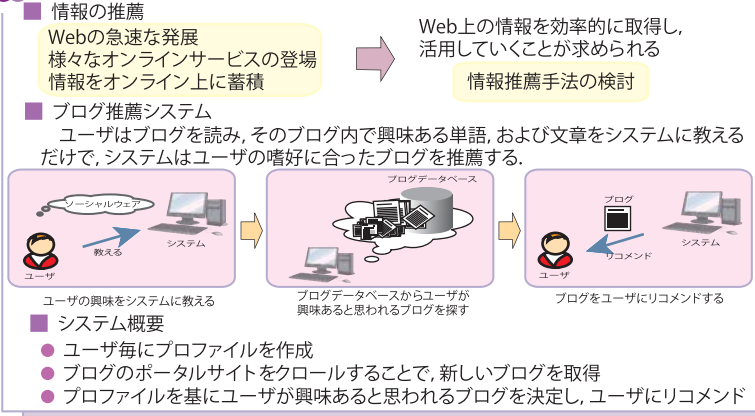 ■ 情報の推薦
Webの急速な発展
様々なオンラインサービスの登場
情報をオンライン上に蓄積
Web上の情報を効率的に取得し,
活用していくことが求められる
情報推薦手法の検討
■ ブログ推薦システム
ユーザはブログを読み, そのブログ内で興味ある単語, および文章をシステムに教える
だけで, システムはユーザの嗜好に合ったブログを推薦する.
ソーシャルウェア
システム
教える
ユーザ
ユーザの興味をシステムに教える
ブログデータベース
ブログデータベースからユーザが
興味あると思われるブログを探す
ブログ
システム
リコメンド
ユーザ
ブログをユーザにリコメンドする
■ システム概要
● ユーザ毎にプロファイルを作成
● ブログのポータルサイトをクロールすることで, 新しいブログを取得
● プロファイルを基にユーザが興味あると思われるブログを決定し, ユーザにリコメンド